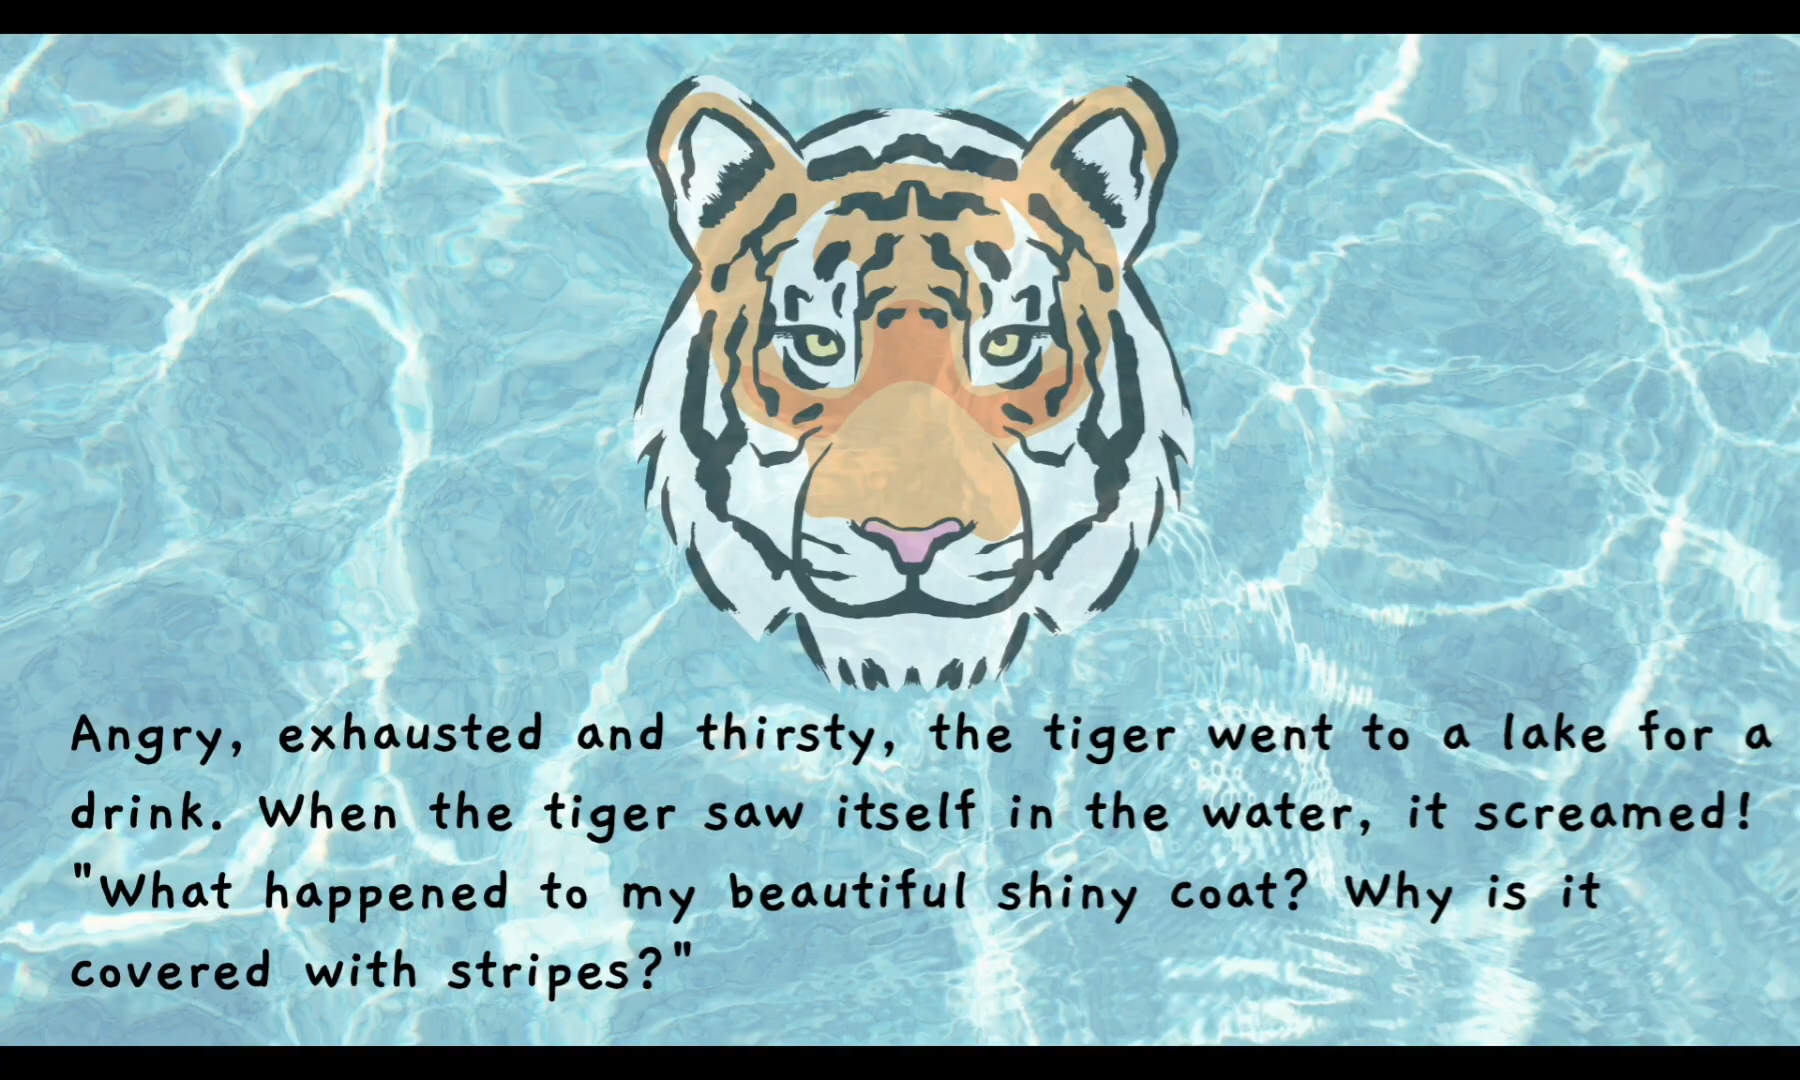 Angry, exhausted and thirsty, the tiger went to a lake for a
drink. When the tiger saw itself in the water, it screamed!
"What happened to my beautiful shiny coat? Why is it
covered with stripes?"